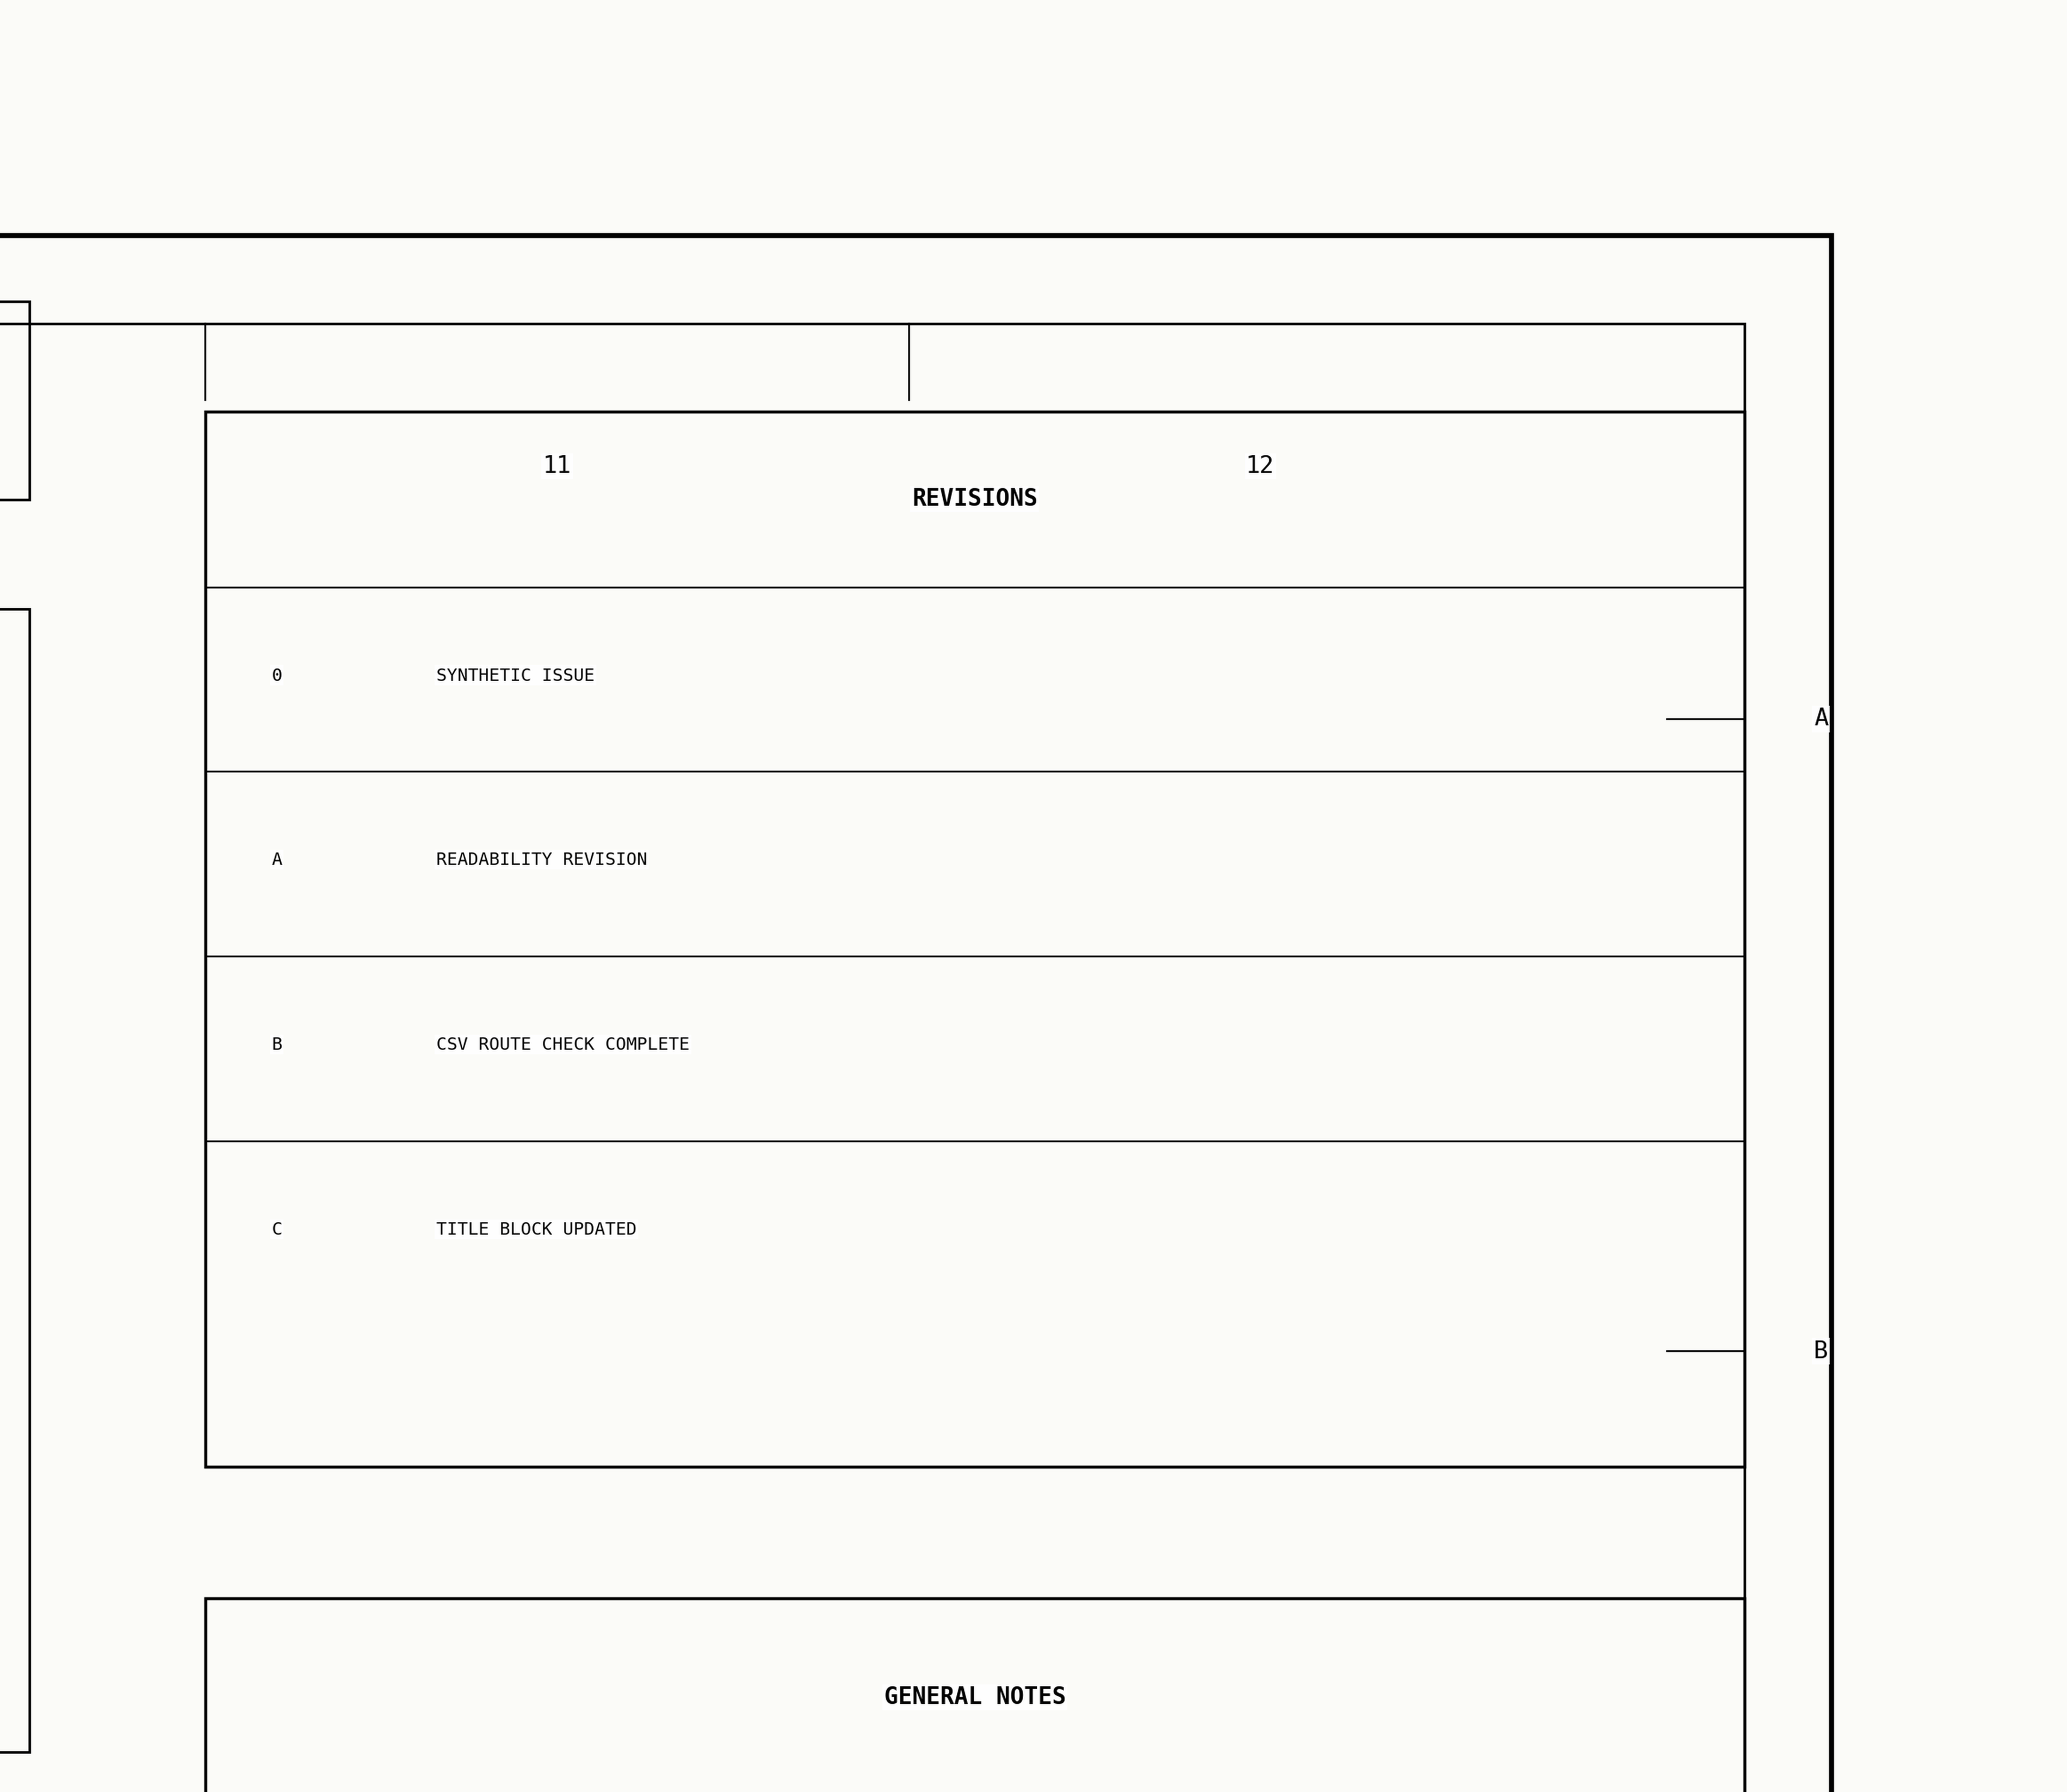 11
12
REVISIONS
0 SYNTHETIC ISSUE
A
A READABILITY REVISION
B CSV ROUTE CHECK COMPLETE
C TITLE BLOCK UPDATED
B
GENERAL NOTES